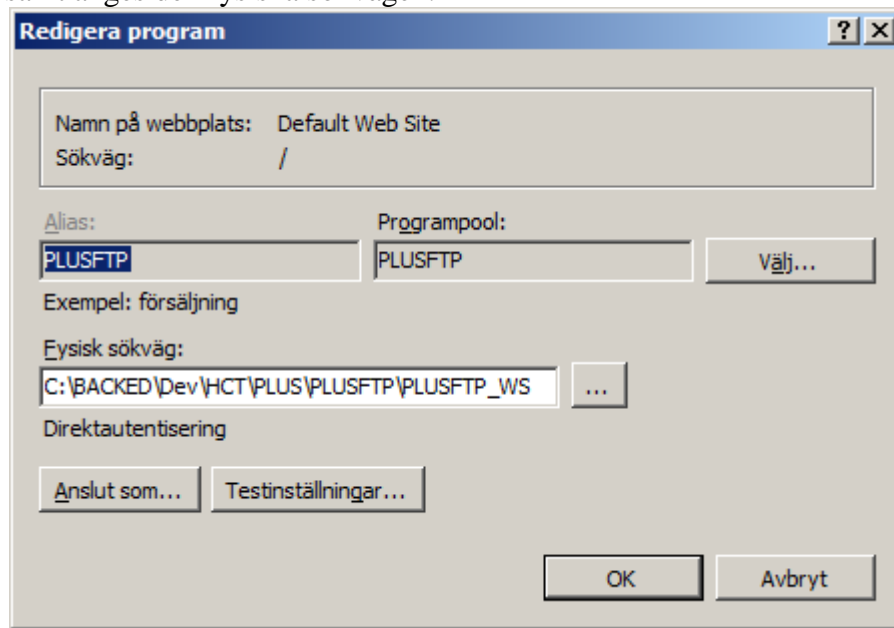 Redigera program
Namn på webbplats: Default Web Site
Sökväg: /
Alias: Programpool:
PLUSFTP PLUSFTP Välj...
Exempel: försäljning
Fysisk sökväg:
C:\BACKED\Dev\HCT\PLUS\PLUSFTP\PLUSFTP_WS ...
Direktautentisering
Anslut som... Testinställningar...
OK Avbryt